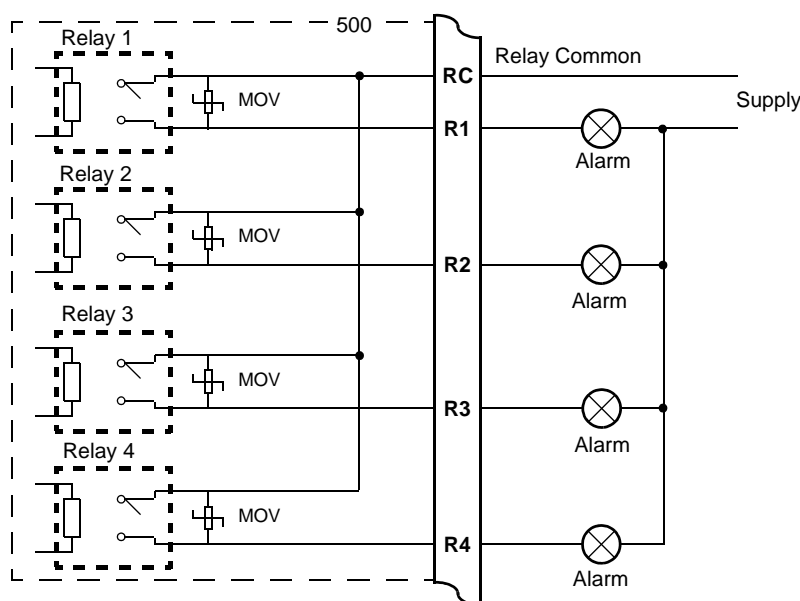 500
Relay 1
MOV
RC
Relay Common
Supply
R1
Alarm
Relay 2
MOV
R2
Alarm
Relay 3
MOV
R3
Alarm
Relay 4
MOV
R4
Alarm